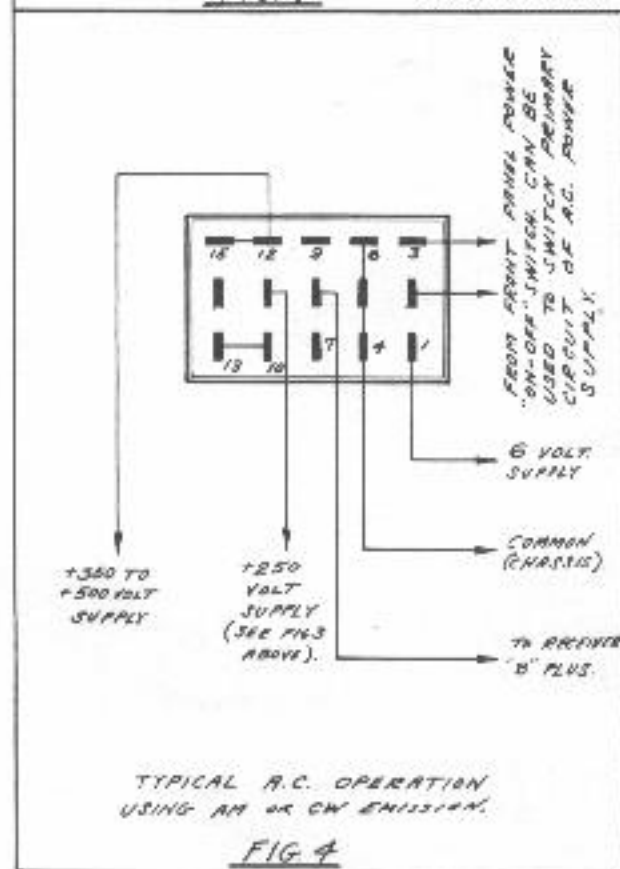 FROM FRONT PANEL POWER
"ON-OFF" SWITCH. CAN BE
USED TO SWITCH PRIMARY
CIRCUIT OF A.C. POWER
SUPPLY.
15 12 9 6 3
13 10 7 4 1
6 VOLT.
SUPPLY
COMMON
(CHASSIS)
+350 TO
+500 VOLT
SUPPLY
+250
VOLT
SUPPLY
(SEE FIG3
ABOVE).
TO RECEIVER
"B" PLUS.
TYPICAL A.C. OPERATION
USING AM OR CW EMISSION.
FIG 4